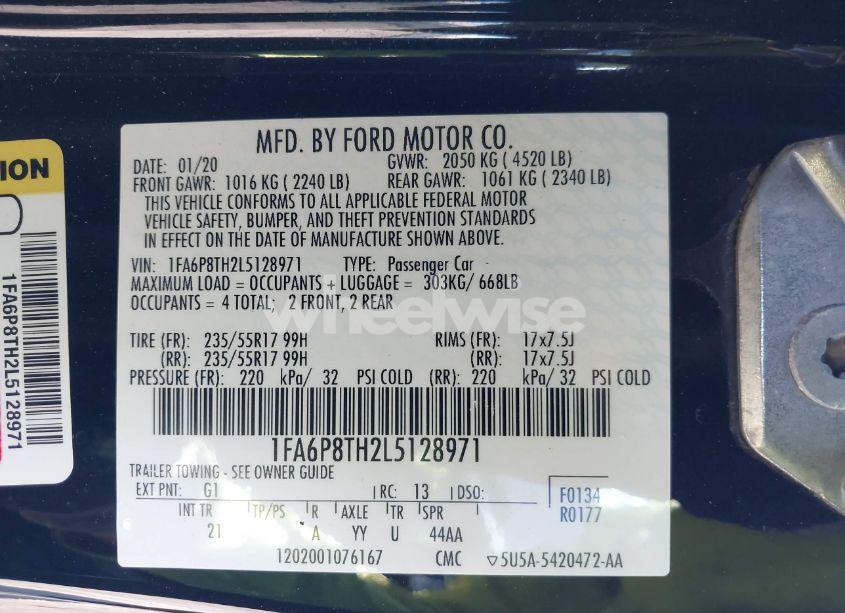 MFD. BY FORD MOTOR CO.
DATE: 01/20 GVWR: 2050 KG ( 4520 LB)
FRONT GAWR: 1016 KG ( 2240 LB) REAR GAWR: 1061 KG ( 2340 LB)
THIS VEHICLE CONFORMS TO ALL APPLICABLE FEDERAL MOTOR
VEHICLE SAFETY, BUMPER, AND THEFT PREVENTION STANDARDS
IN EFFECT ON THE DATE OF MANUFACTURE SHOWN ABOVE.
VIN: 1FA6P8TH2L5128971 TYPE: Passenger Car
MAXIMUM LOAD = OCCUPANTS + LUGGAGE = 303KG/ 668LB
OCCUPANTS = 4 TOTAL; 2 FRONT, 2 REAR
wheelwise
TIRE (FR): 235/55R17 99H RIMS (FR): 17x7.5J
(RR): 235/55R17 99H (RR): 17x7.5J
PRESSURE (FR): 220 kPa/ 32 PSI COLD (RR): 220 kPa/ 32 PSI COLD
1FA6P8TH2L5128971
TRAILER TOWING - SEE OWNER GUIDE
EXT PNT: G1 RC: 13 DSO: F0134
INT TR TP/PS R AXLE TR SPR R0177
21 A YY U 44AA
1202001076167 CMC ▽5U5A-5420472-AA
ION
1FA6P8TH2L5128971